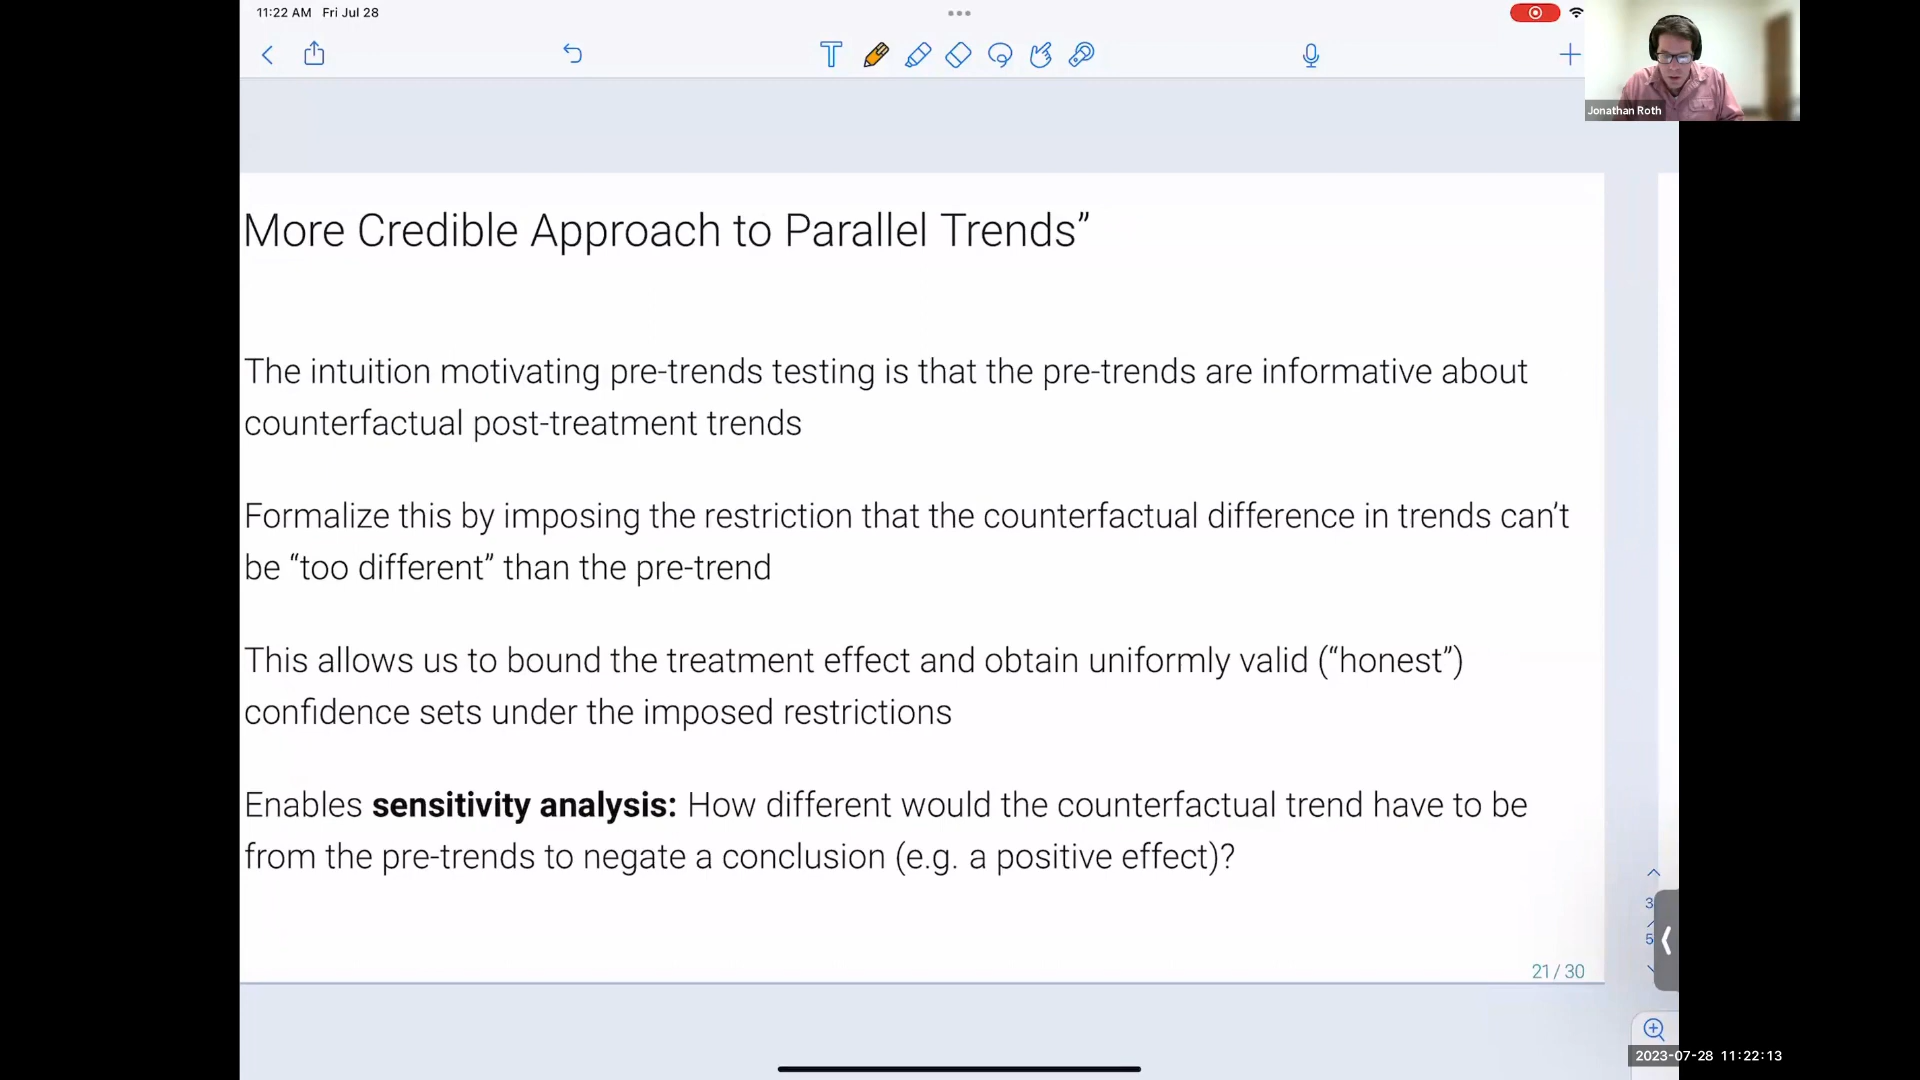 11:22 AM Fri Jul 28
Jonathan Roth
More Credible Approach to Parallel Trends”
The intuition motivating pre-trends testing is that the pre-trends are informative about
counterfactual post-treatment trends
Formalize this by imposing the restriction that the counterfactual difference in trends can’t
be “too different” than the pre-trend
This allows us to bound the treatment effect and obtain uniformly valid (“honest”)
confidence sets under the imposed restrictions
Enables sensitivity analysis: How different would the counterfactual trend have to be
from the pre-trends to negate a conclusion (e.g. a positive effect)?
21 / 30
2023-07-28 11:22:13